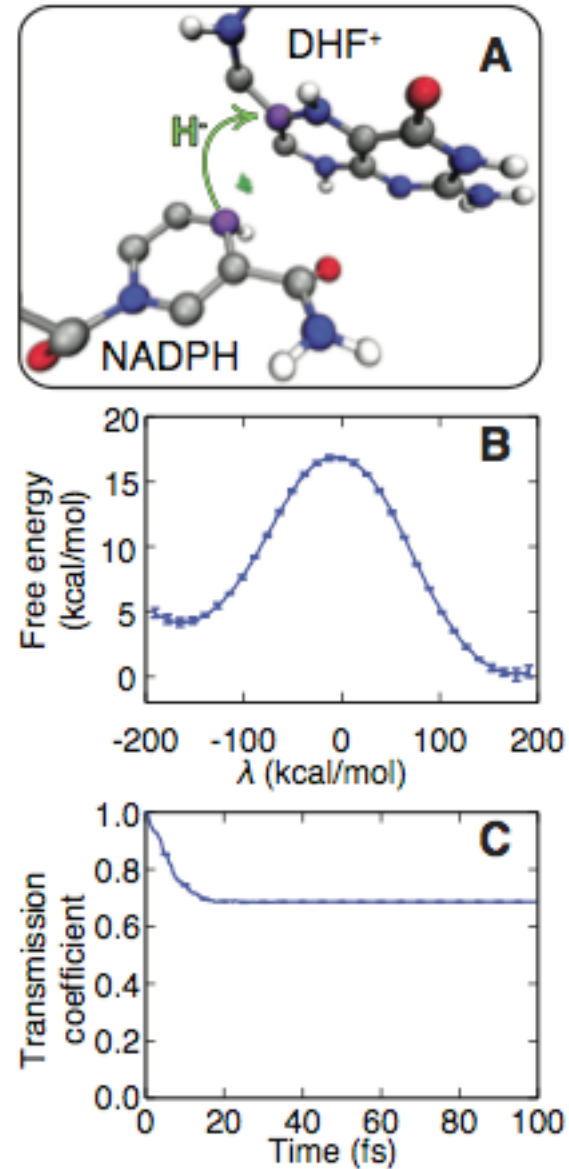 DHF⁺
A
H⁻
NADPH
B
20
15
10
5
0
Free energy
(kcal/mol)
-200 -100 0 100 200
λ (kcal/mol)
C
1.0
0.8
0.6
0.4
0.2
0.0
Transmission
coefficient
0 20 40 60 80 100
Time (fs)